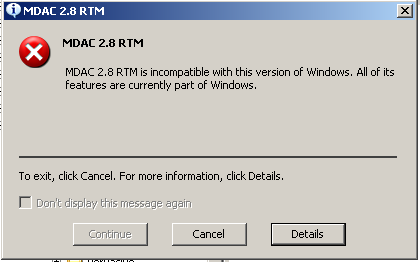 MDAC 2.8 RTM
MDAC 2.8 RTM
MDAC 2.8 RTM is incompatible with this version of Windows. All of its
features are currently part of Windows.
To exit, click Cancel. For more information, click Details.
Don't display this message again
Continue Cancel Details